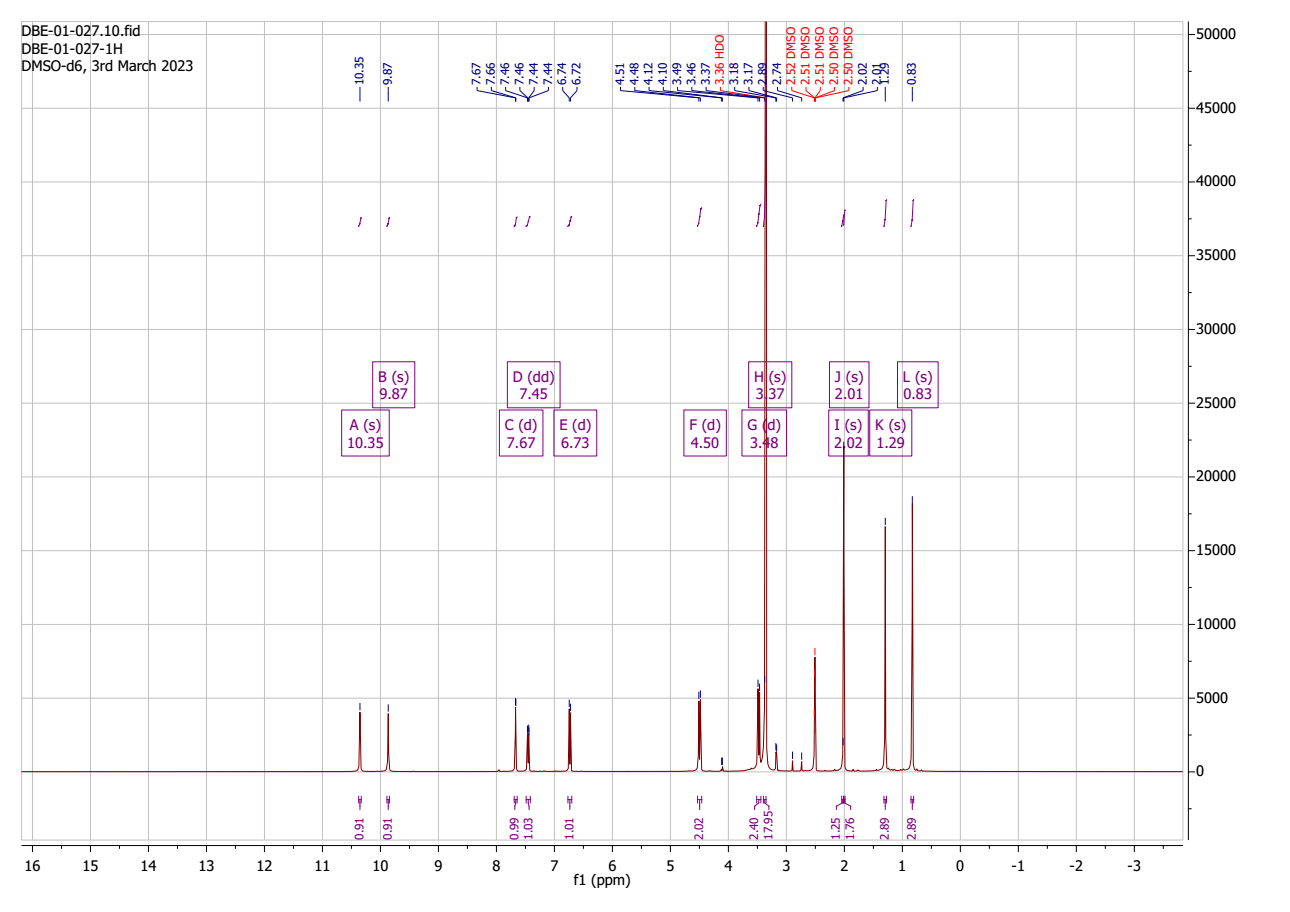 DBE-01-027.10.fid
DBE-01-027-1H
DMSO-d6, 3rd March 2023
10.35
9.87
7.67
7.66
7.46
7.46
7.44
7.44
6.74
6.72
4.51
4.48
4.12
4.10
3.49
3.46
3.37
3.36 HDO
3.18
3.17
2.89
2.74
2.52 DMSO
2.51 DMSO
2.51 DMSO
2.50 DMSO
2.50 DMSO
2.02
2.01
1.29
0.83
50000
45000
40000
35000
30000
25000
20000
15000
10000
5000
0
B (s)
9.87
D (dd)
7.45
H (s)
3.37
J (s)
2.01
L (s)
0.83
A (s)
10.35
C (d)
7.67
E (d)
6.73
F (d)
4.50
G (d)
3.48
I (s)
2.02
K (s)
1.29
0.91
0.91
0.99
1.03
1.01
2.02
2.40
17.95
1.25
1.76
2.89
2.89
16 15 14 13 12 11 10 9 8 7 6 5 4 3 2 1 0 -1 -2 -3
f1 (ppm)